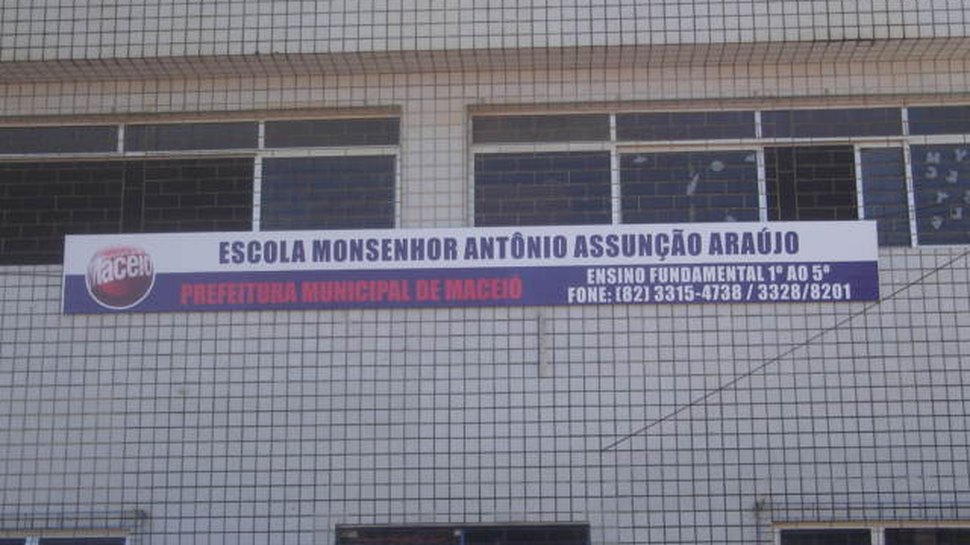 ESCOLA MONSENHOR ANTÔNIO ASSUNÇÃO ARAÚJO
Maceió
PREFEITURA MUNICIPAL DE MACEIÓ
ENSINO FUNDAMENTAL 1º AO 5º
FONE: (82) 3315-4738 / 3328/8201